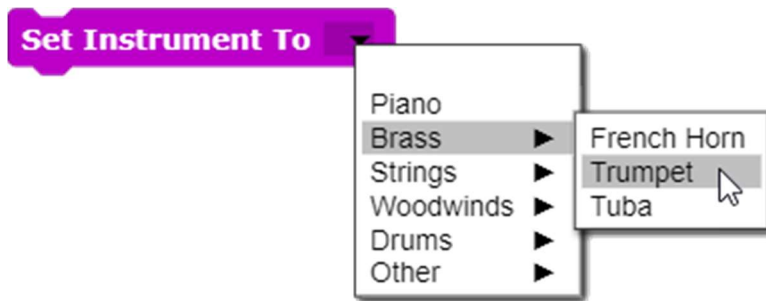 Set Instrument To
Piano
Brass
Strings
Woodwinds
Drums
Other
French Horn
Trumpet
Tuba